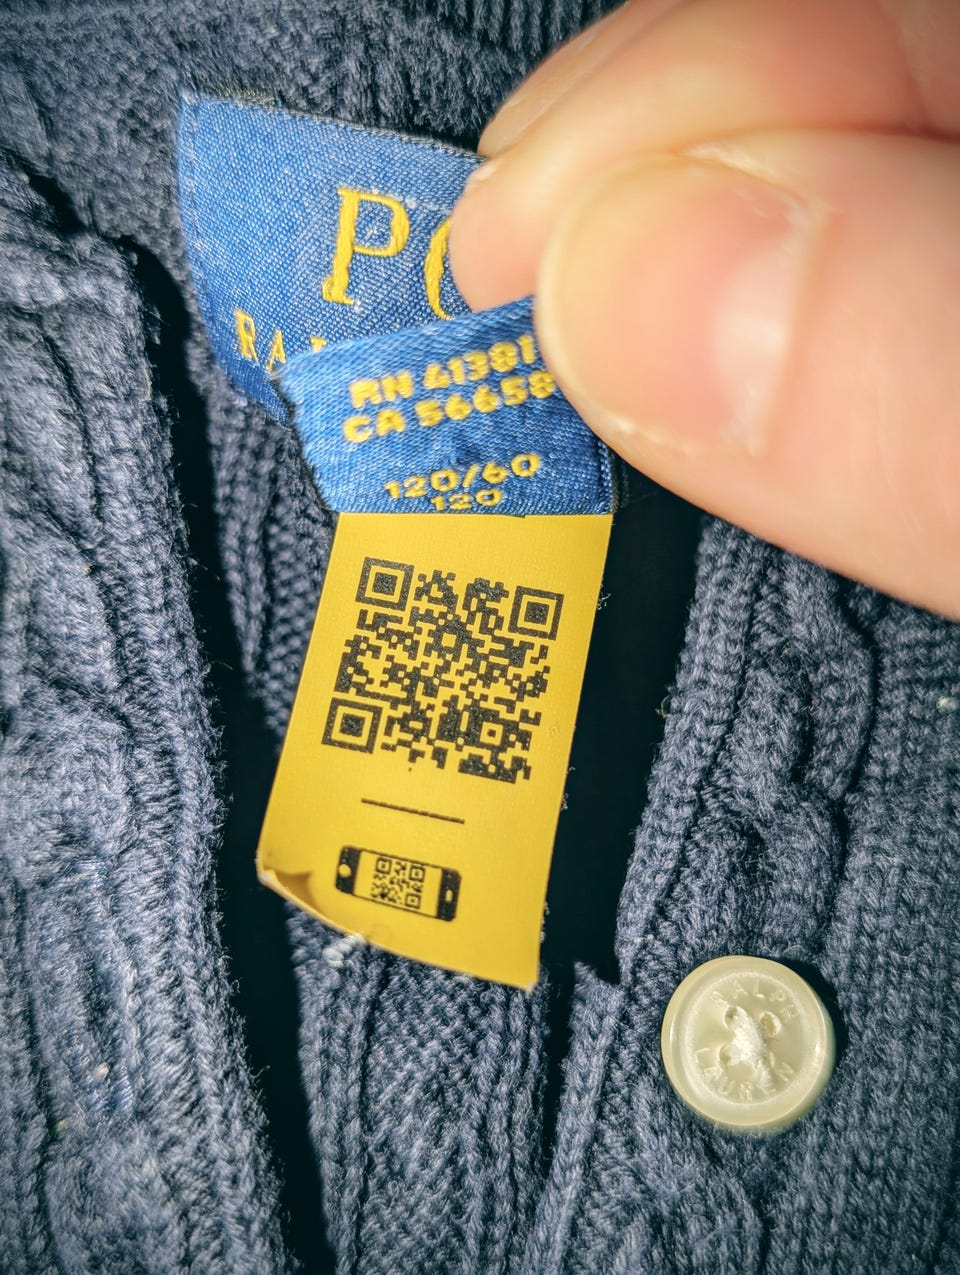 RN 41381
CA 56658
120/60
120
RALPH
LAUREN